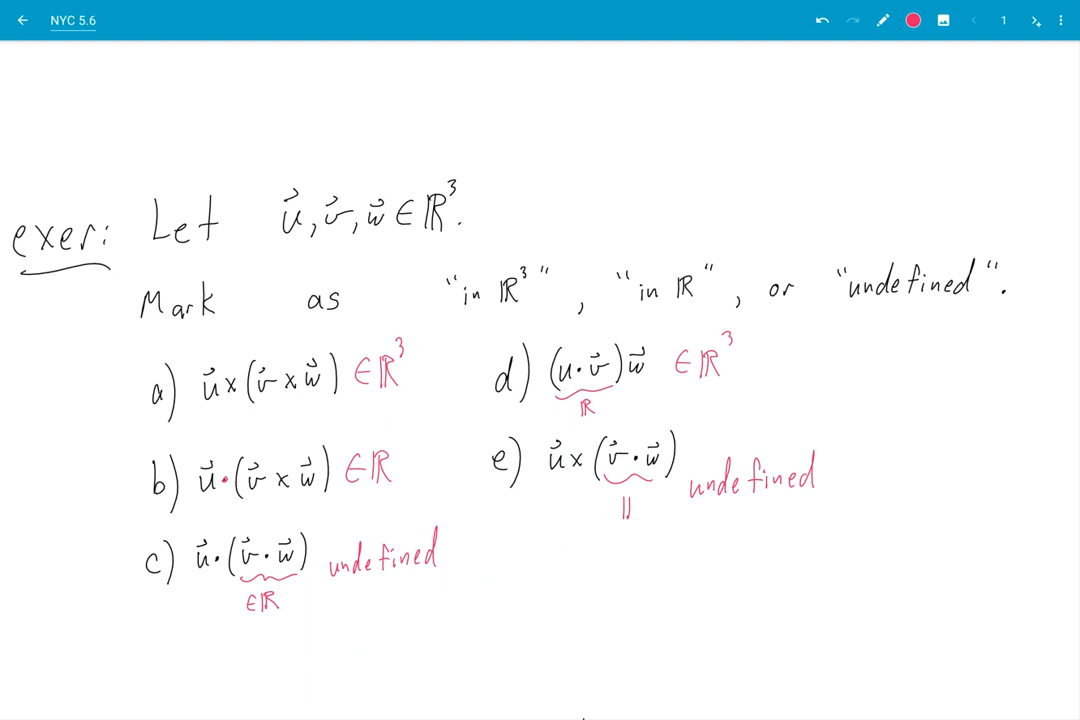 NYC 5.6
1
exer: Let u⃗, v⃗, w⃗ ∈ ℝ³.
Mark as "in ℝ³", "in ℝ", or "undefined".
a) u⃗ × (v⃗ × w⃗) ∈ ℝ³
b) u⃗ · (v⃗ × w⃗) ∈ ℝ
c) u⃗ · (v⃗ · w⃗) undefined
∈ ℝ
d) (u · v⃗) w⃗ ∈ ℝ³
ℝ
e) u⃗ × (v⃗ · w⃗) undefined